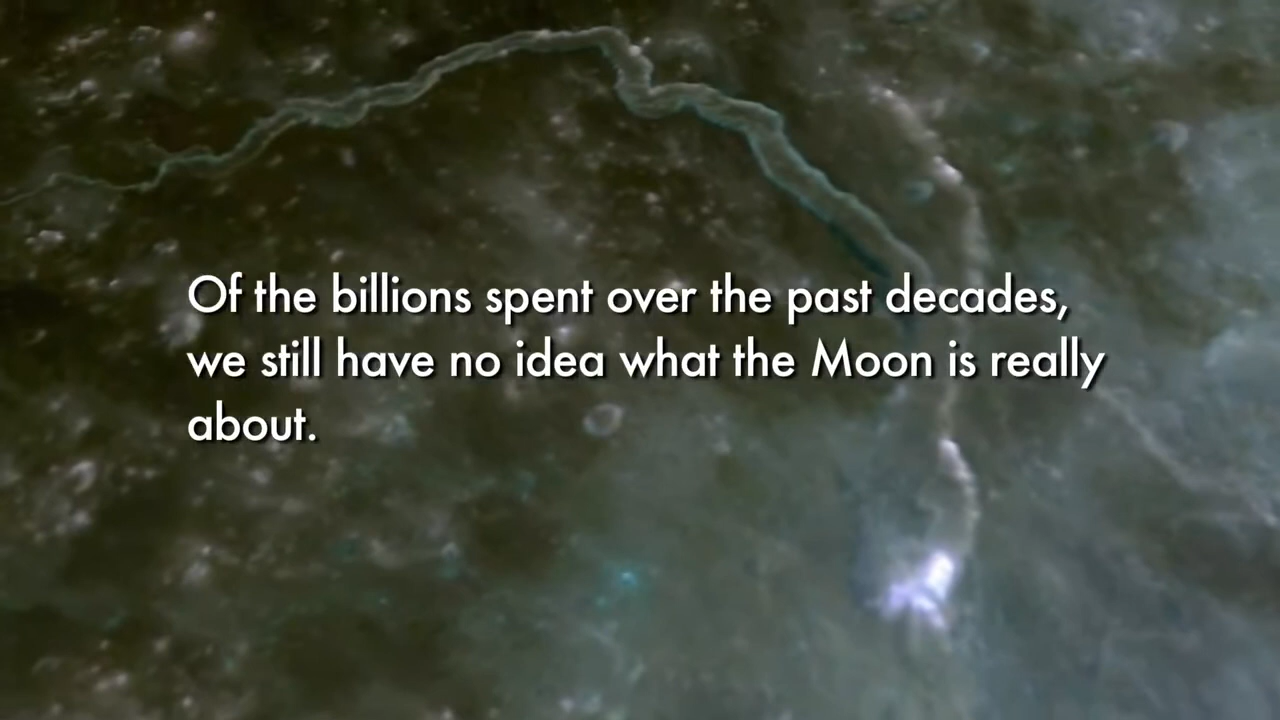 Of the billions spent over the past decades,
we still have no idea what the Moon is really
about.